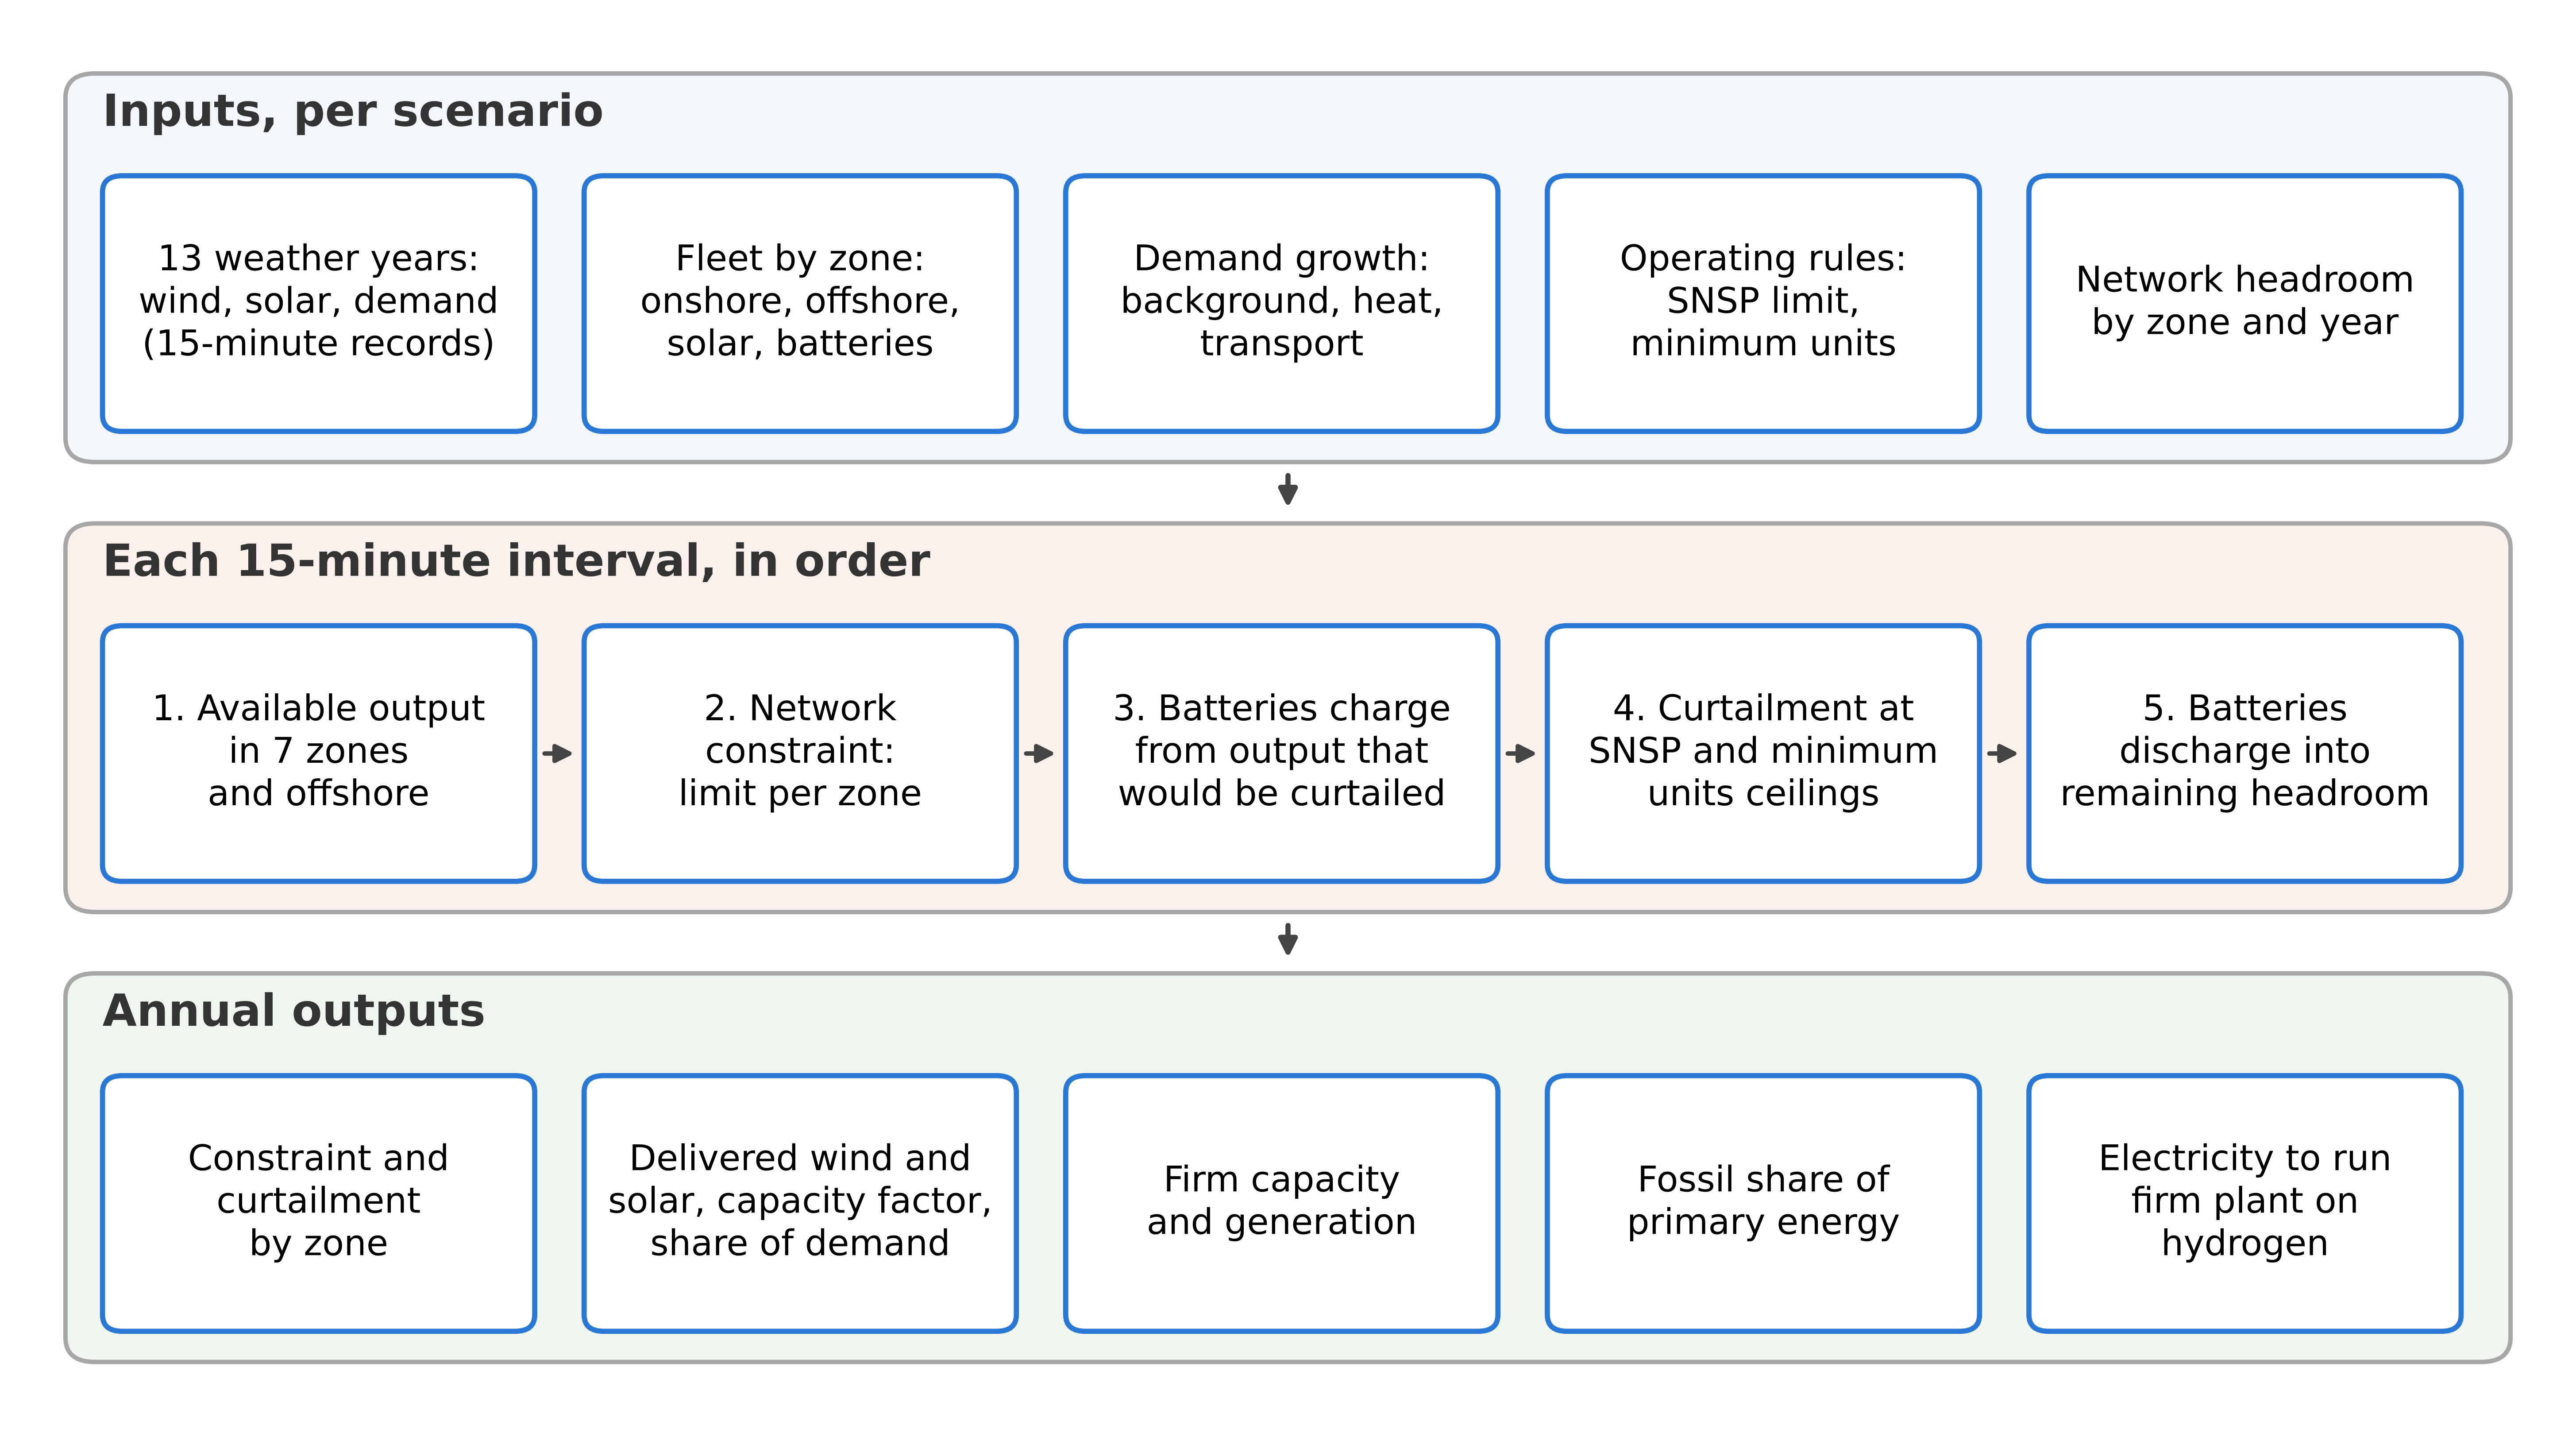 Inputs, per scenario
13 weather years:
wind, solar, demand
(15-minute records)
Fleet by zone:
onshore, offshore,
solar, batteries
Demand growth:
background, heat,
transport
Operating rules:
SNSP limit,
minimum units
Network headroom
by zone and year
Each 15-minute interval, in order
1. Available output
in 7 zones
and offshore
2. Network
constraint:
limit per zone
3. Batteries charge
from output that
would be curtailed
4. Curtailment at
SNSP and minimum
units ceilings
5. Batteries
discharge into
remaining headroom
Annual outputs
Constraint and
curtailment
by zone
Delivered wind and
solar, capacity factor,
share of demand
Firm capacity
and generation
Fossil share of
primary energy
Electricity to run
firm plant on
hydrogen